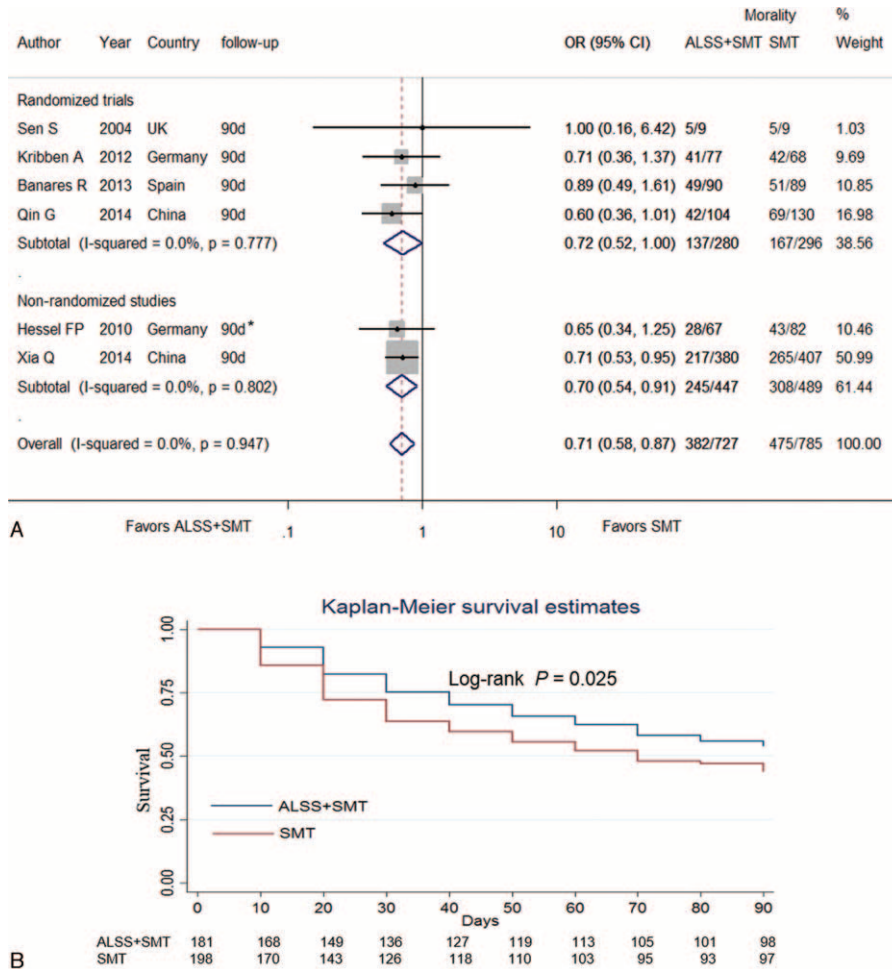 Morality %
Author Year Country follow-up OR (95% CI) ALSS+SMT SMT Weight
Randomized trials
Sen S 2004 UK 90d 1.00 (0.16, 6.42) 5/9 5/9 1.03
Kribben A 2012 Germany 90d 0.71 (0.36, 1.37) 41/77 42/68 9.69
Banares R 2013 Spain 90d 0.89 (0.49, 1.61) 49/90 51/89 10.85
Qin G 2014 China 90d 0.60 (0.36, 1.01) 42/104 69/130 16.98
Subtotal (I-squared = 0.0%, p = 0.777) 0.72 (0.52, 1.00) 137/280 167/296 38.56
.
Non-randomized studies
Hessel FP 2010 Germany 90d* 0.65 (0.34, 1.25) 28/67 43/82 10.46
Xia Q 2014 China 90d 0.71 (0.53, 0.95) 217/380 265/407 50.99
Subtotal (I-squared = 0.0%, p = 0.802) 0.70 (0.54, 0.91) 245/447 308/489 61.44
.
Overall (I-squared = 0.0%, p = 0.947) 0.71 (0.58, 0.87) 382/727 475/785 100.00
A Favors ALSS+SMT .1 1 10 Favors SMT
Kaplan-Meier survival estimates
1.00
Log-rank P = 0.025
0.75
0.50
Survival
0.25
ALSS+SMT
SMT
0.00
0 10 20 30 40 50 60 70 80 90
Days
ALSS+SMT 181 168 149 136 127 119 113 105 101 98
B SMT 198 170 143 126 118 110 103 95 93 97